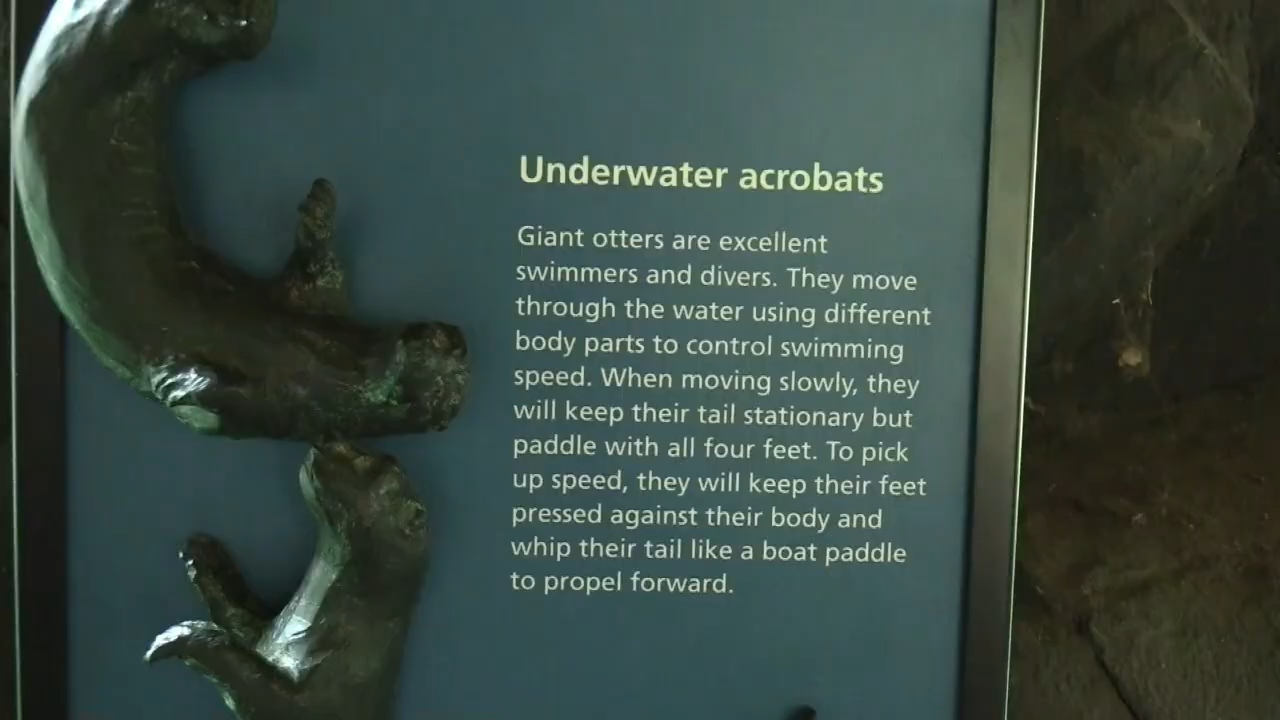 Underwater acrobats
Giant otters are excellent
swimmers and divers. They move
through the water using different
body parts to control swimming
speed. When moving slowly, they
will keep their tail stationary but
paddle with all four feet. To pick
up speed, they will keep their feet
pressed against their body and
whip their tail like a boat paddle
to propel forward.